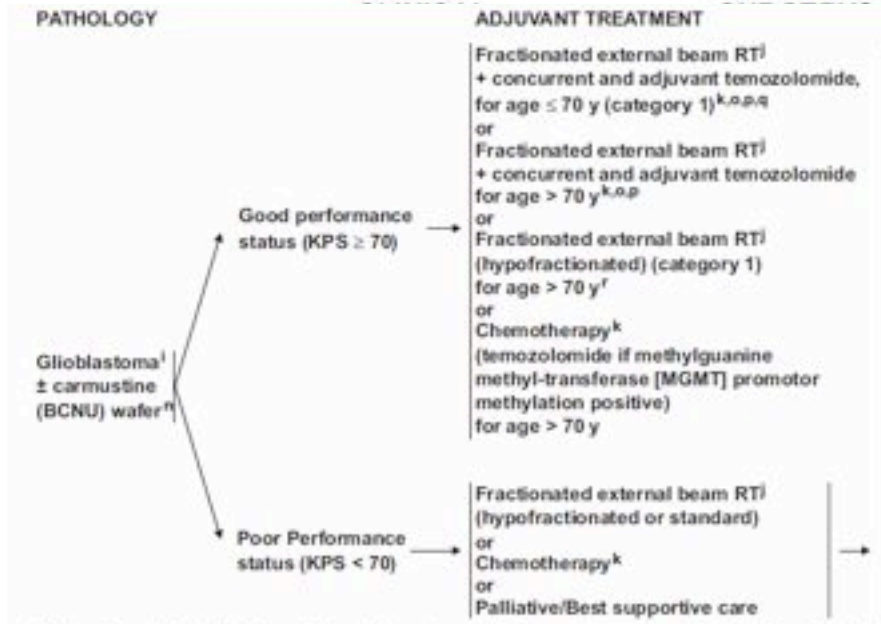 PATHOLOGY
ADJUVANT TREATMENT
Glioblastomaⁱ
± carmustine
(BCNU) waferⁿ
Good performance
status (KPS ≥ 70)
Fractionated external beam RTʲ
+ concurrent and adjuvant temozolomide,
for age ≤ 70 y (category 1)ᵏ,ᵒ,ᵖ,q
or
Fractionated external beam RTʲ
+ concurrent and adjuvant temozolomide
for age > 70 yᵏ,ᵒ,ᵖ
or
Fractionated external beam RTʲ
(hypofractionated) (category 1)
for age > 70 yʳ
or
Chemotherapyᵏ
(temozolomide if methylguanine
methyl-transferase [MGMT] promotor
methylation positive)
for age > 70 y
Poor Performance
status (KPS < 70)
Fractionated external beam RTʲ
(hypofractionated or standard)
or
Chemotherapyᵏ
or
Palliative/Best supportive care